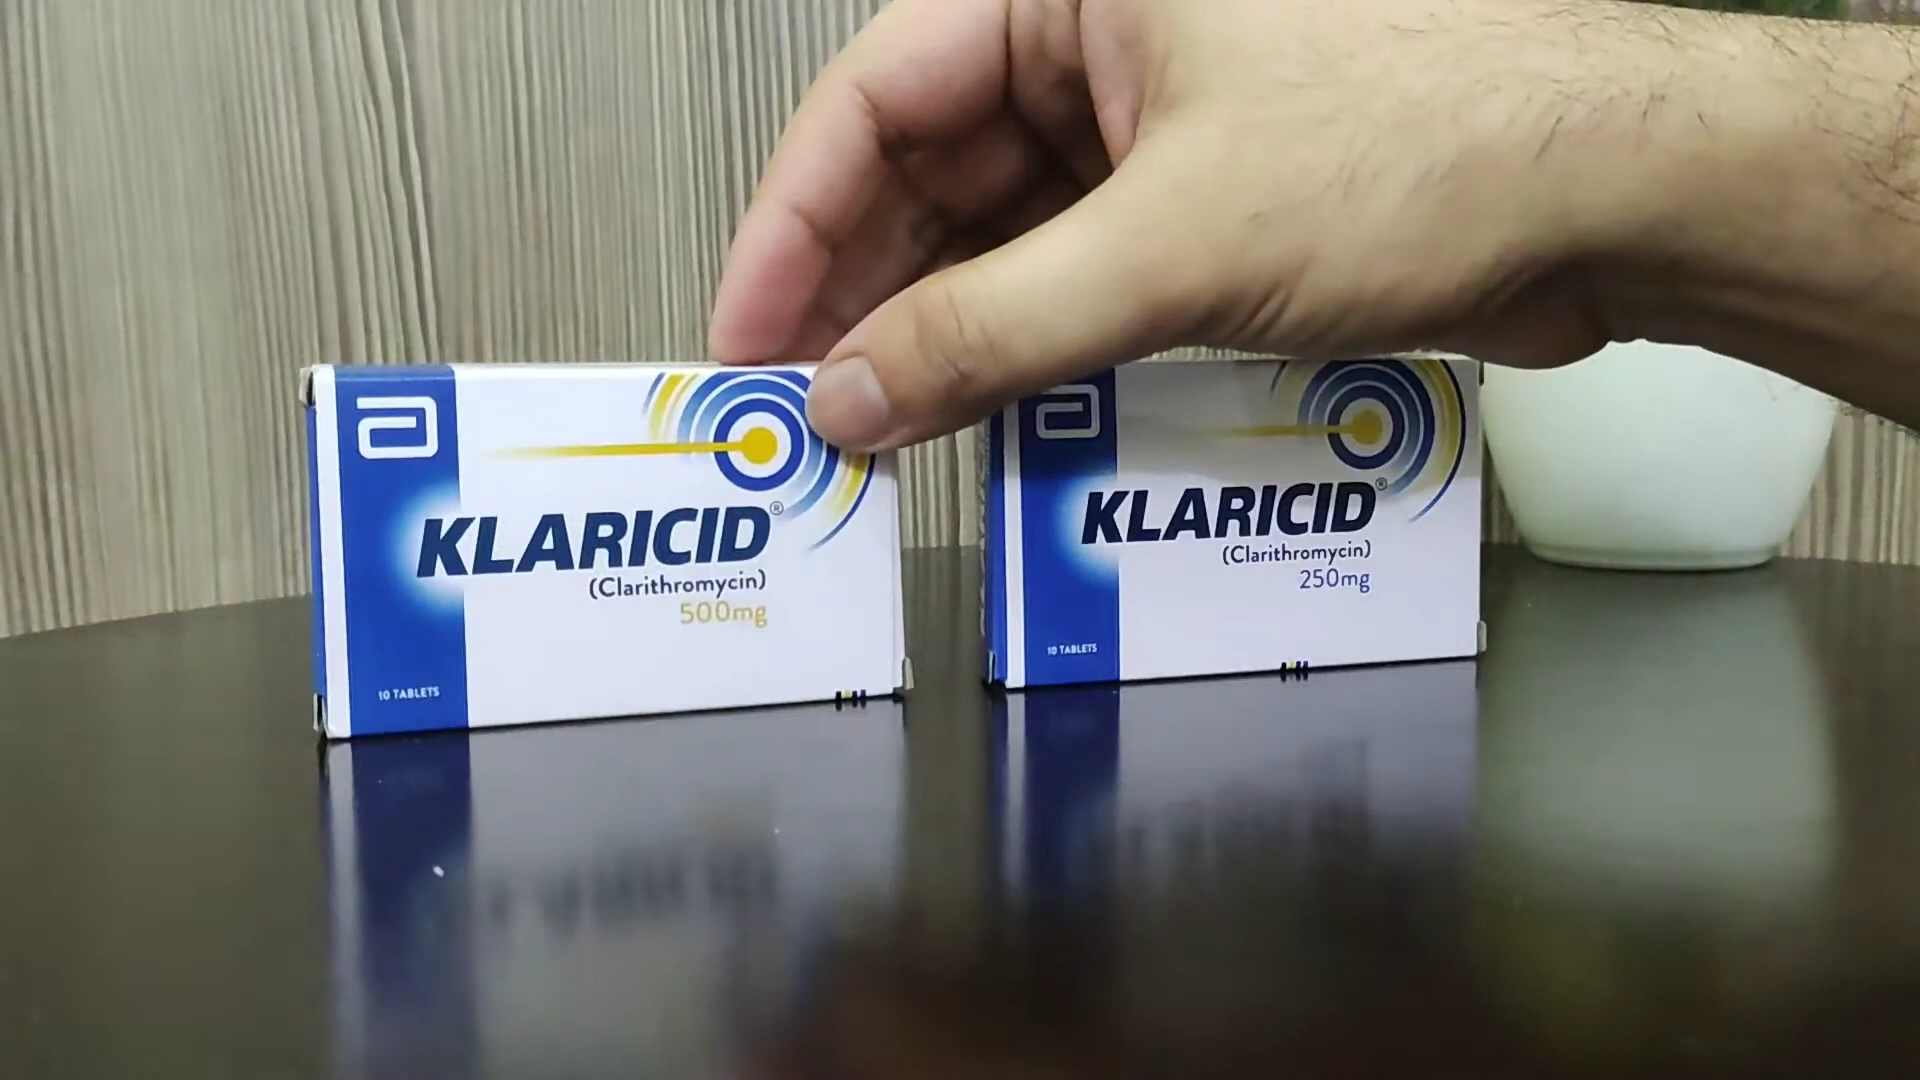 KLARICID®
(Clarithromycin)
500mg
10 TABLETS
KLARICID®
(Clarithromycin)
250mg
10 TABLETS